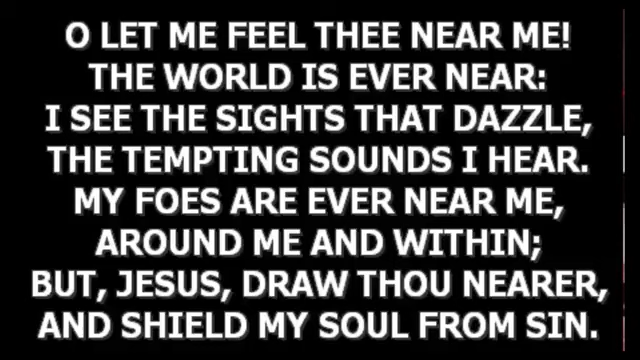 O LET ME FEEL THEE NEAR ME!
THE WORLD IS EVER NEAR:
I SEE THE SIGHTS THAT DAZZLE,
THE TEMPTING SOUNDS I HEAR.
MY FOES ARE EVER NEAR ME,
AROUND ME AND WITHIN;
BUT, JESUS, DRAW THOU NEARER,
AND SHIELD MY SOUL FROM SIN.